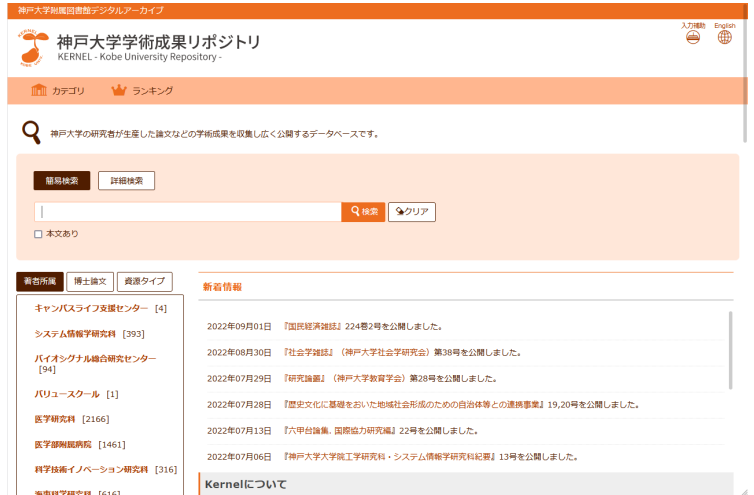 神戸大学附属図書館デジタルアーカイブ
入力補助
English
KERNEL
神戸大学学術成果リポジトリ
KERNEL - Kobe University Repository -
カテゴリ
ランキング
神戸大学の研究者が生産した論文などの学術成果を収集し広く公開するデータベースです。
簡易検索
詳細検索
検索
クリア
本文あり
著者所属
博士論文
資源タイプ
キャンパスライフ支援センター [4]
システム情報学研究科 [393]
バイオシグナル総合研究センター
[94]
バリュースクール [1]
医学研究科 [2166]
医学部附属病院 [1461]
科学技術イノベーション研究科 [316]
海事科学研究科 [616]
新着情報
2022年09月01日 『国民経済雑誌』224巻2号を公開しました。
2022年08月30日 『社会学雑誌』（神戸大学社会学研究会）第38号を公開しました。
2022年07月29日 『研究論叢』（神戸大学教育学会）第28号を公開しました。
2022年07月28日 『歴史文化に基礎をおいた地域社会形成のための自治体等との連携事業』19,20号を公開しました。
2022年07月13日 『六甲台論集. 国際協力研究編』22号を公開しました。
2022年07月06日 『神戸大学大学院工学研究科・システム情報学研究科紀要』13号を公開しました。
Kernelについて